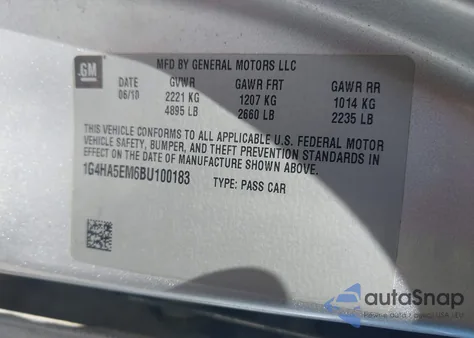 GM
MFD BY GENERAL MOTORS LLC
DATE GVWR GAWR FRT GAWR RR
06/10 2221 KG 1207 KG 1014 KG
4895 LB 2660 LB 2235 LB
THIS VEHICLE CONFORMS TO ALL APPLICABLE U.S. FEDERAL MOTOR
VEHICLE SAFETY, BUMPER, AND THEFT PREVENTION STANDARDS IN
EFFECT ON THE DATE OF MANUFACTURE SHOWN ABOVE.
1G4HA5EM6BU100183 TYPE: PASS CAR
autoSnap